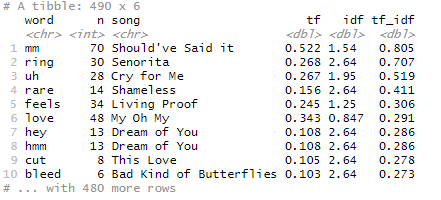 # A tibble: 490 x 6
word n song tf idf tf_idf
<chr> <int> <chr> <dbl> <dbl> <dbl>
1 mm 70 Should've Said it 0.522 1.54 0.805
2 ring 30 Senorita 0.268 2.64 0.707
3 uh 28 Cry for Me 0.267 1.95 0.519
4 rare 14 Shameless 0.156 2.64 0.411
5 feels 34 Living Proof 0.245 1.25 0.306
6 love 48 My Oh My 0.343 0.847 0.291
7 hey 13 Dream of You 0.108 2.64 0.286
8 hmm 13 Dream of You 0.108 2.64 0.286
9 cut 8 This Love 0.105 2.64 0.278
10 bleed 6 Bad Kind of Butterflies 0.103 2.64 0.273
# ... with 480 more rows